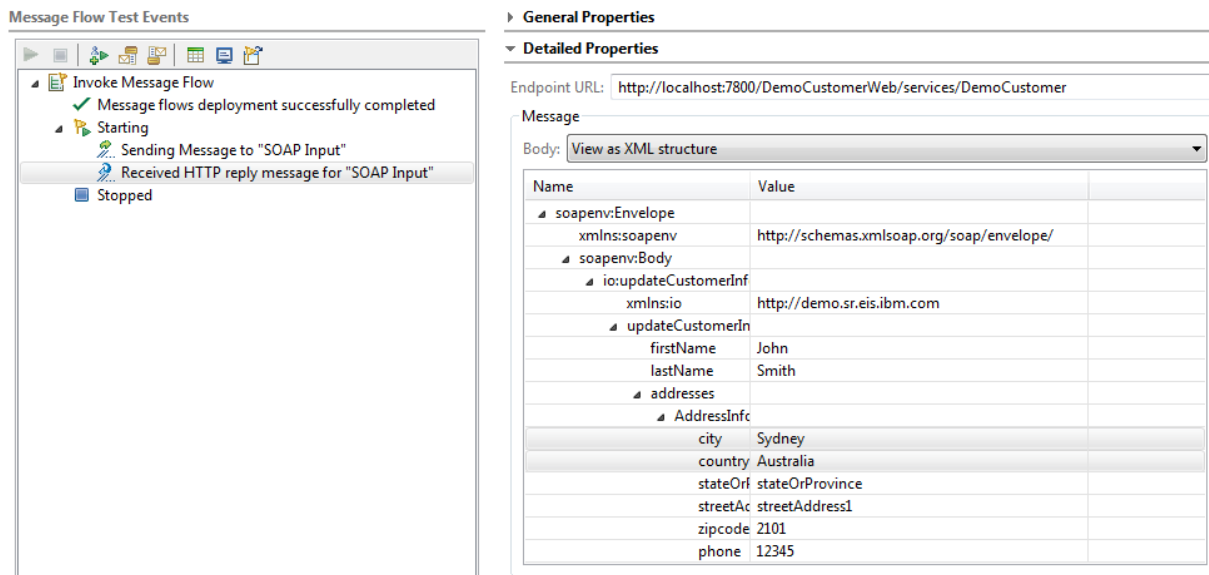 Message Flow Test Events
Invoke Message Flow
Message flows deployment successfully completed
Starting
Sending Message to "SOAP Input"
Received HTTP reply message for "SOAP Input"
Stopped
General Properties
Detailed Properties
Endpoint URL: http://localhost:7800/DemoCustomerWeb/services/DemoCustomer
Message
Body: View as XML structure
Name Value
soapenv:Envelope
xmlns:soapenv http://schemas.xmlsoap.org/soap/envelope/
soapenv:Body
io:updateCustomerInf
xmlns:io http://demo.sr.eis.ibm.com
updateCustomerIn
firstName John
lastName Smith
addresses
AddressInfo
city Sydney
country Australia
stateOrP stateOrProvince
streetAd streetAddress1
zipcode 2101
phone 12345